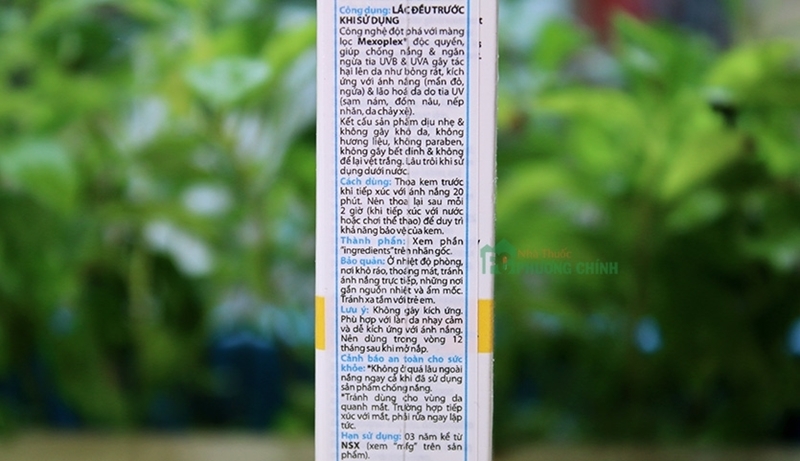 Công dụng: LẮC ĐỀU TRƯỚC
KHI SỬ DỤNG
Công nghệ đột phá với màng
lọc Mexoplex* độc quyền,
giúp chống nắng & ngăn
ngừa tia UVB & UVA gây tác
hại lên da như bỏng rát, kích
ứng với ánh nắng (mẩn đỏ,
ngứa) & lão hoá da do tia UV
(sạm nám, đốm nâu, nếp
nhăn, da chảy xệ).
Kết cấu sản phẩm dịu nhẹ &
không gây khô da, không
hương liệu, không paraben,
không gây bết dính & không
để lại vệt trắng. Lâu trôi khi sử
dụng dưới nước.
Cách dùng: Thoa kem trước
khi tiếp xúc với ánh nắng 20
phút. Nên thoa lại sau mỗi
2 giờ (khi tiếp xúc với nước
hoặc chơi thể thao) để duy trì
khả năng bảo vệ của kem.
Thành phần: Xem phần
"ingredients" trên nhãn gốc.
Bảo quản: Ở nhiệt độ phòng,
nơi khô ráo, thoáng mát, tránh
ánh nắng trực tiếp, những nơi
gần nguồn nhiệt và ẩm mốc.
Tránh xa tầm với trẻ em.
Lưu ý: Không gây kích ứng.
Phù hợp với làn da nhạy cảm
và dễ kích ứng với ánh nắng.
Nên dùng trong vòng 12
tháng sau khi mở nắp.
Cảnh báo an toàn cho sức
khỏe: *Không ở quá lâu ngoài
nắng ngay cả khi đã sử dụng
sản phẩm chống nắng.
*Tránh dùng cho vùng da
quanh mắt. Trường hợp tiếp
xúc với mắt, phải rửa ngay lập
tức.
Hạn sử dụng: 03 năm kể từ
NSX (xem "mfg" trên sản
phẩm).
Nhà Thuốc
PHƯƠNG CHÍNH